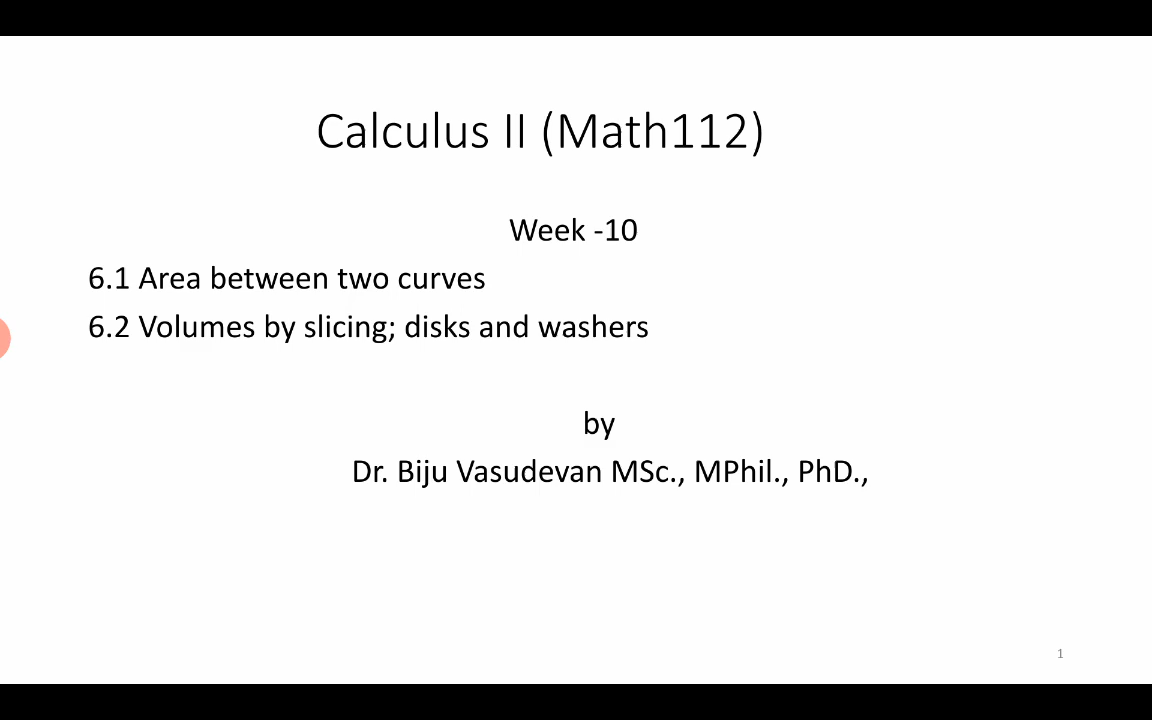 Calculus II (Math112)
Week -10
6.1 Area between two curves
6.2 Volumes by slicing; disks and washers
by
Dr. Biju Vasudevan MSc., MPhil., PhD.,
1